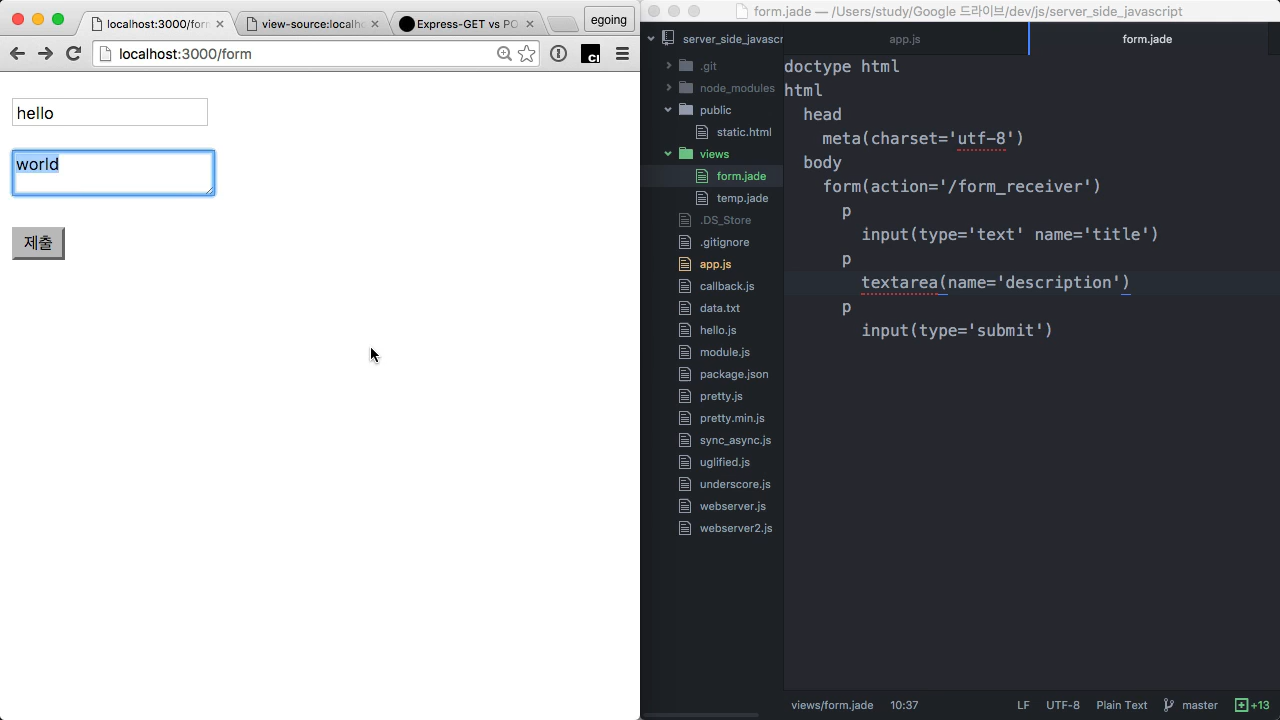 localhost:3000/for
view-source:localh
Express-GET vs PO
egoing
localhost:3000/form
hello
world
제출
form.jade — /Users/study/Google 드라이브/dev/js/server_side_javascript
server_side_javascr
app.js
form.jade
.git
node_modules
public
static.html
views
form.jade
temp.jade
.DS_Store
.gitignore
app.js
callback.js
data.txt
hello.js
module.js
package.json
pretty.js
pretty.min.js
sync_async.js
uglified.js
underscore.js
webserver.js
webserver2.js
doctype html
html
head
meta(charset='utf-8')
body
form(action='/form_receiver')
p
input(type='text' name='title')
p
textarea(name='description')
p
input(type='submit')
views/form.jade 10:37 LF UTF-8 Plain Text master +13